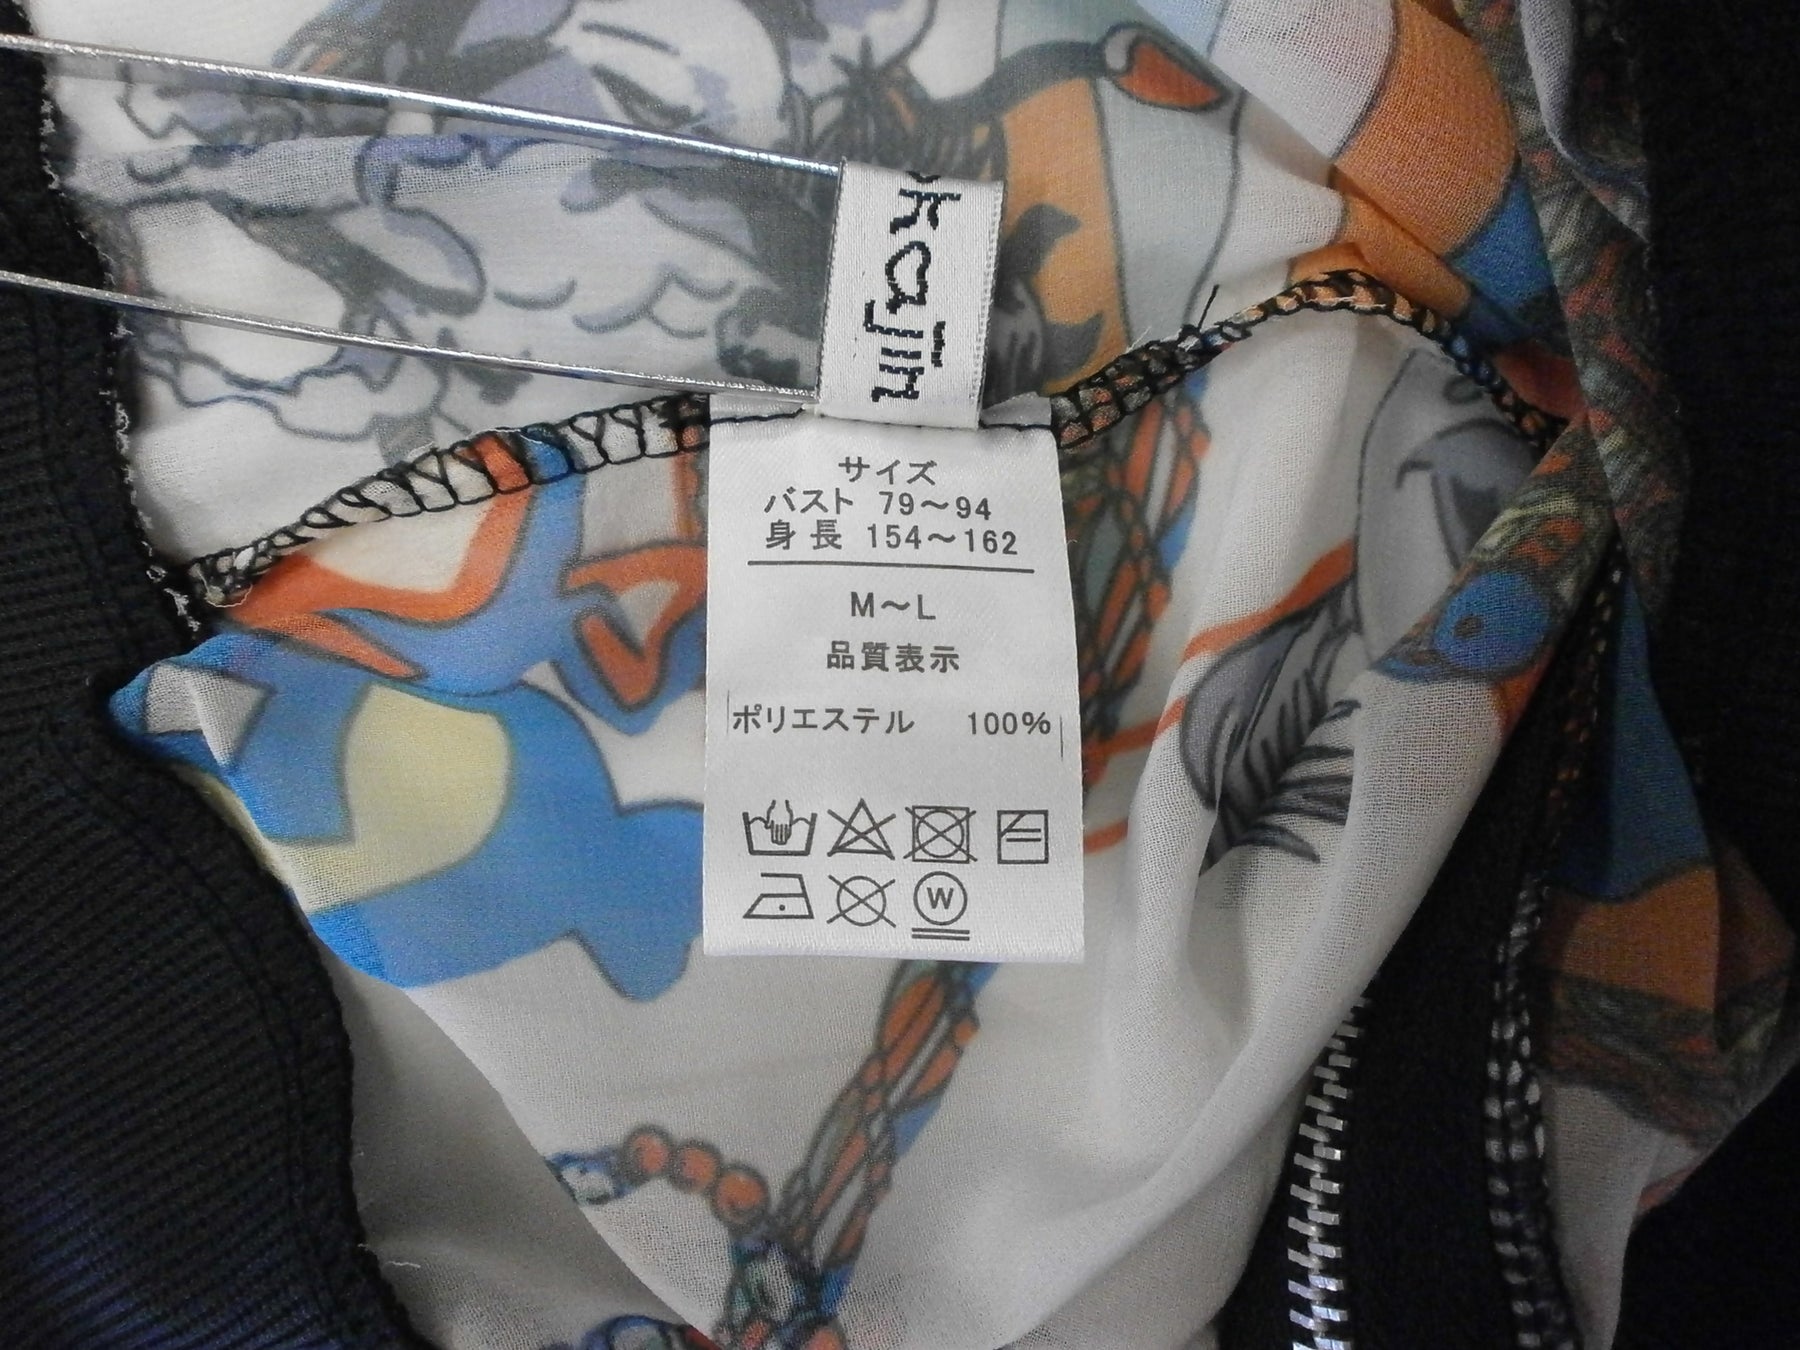 kajin
サイズ
バスト 79～94
身長 154～162
M～L
品質表示
ポリエステル 100%
W